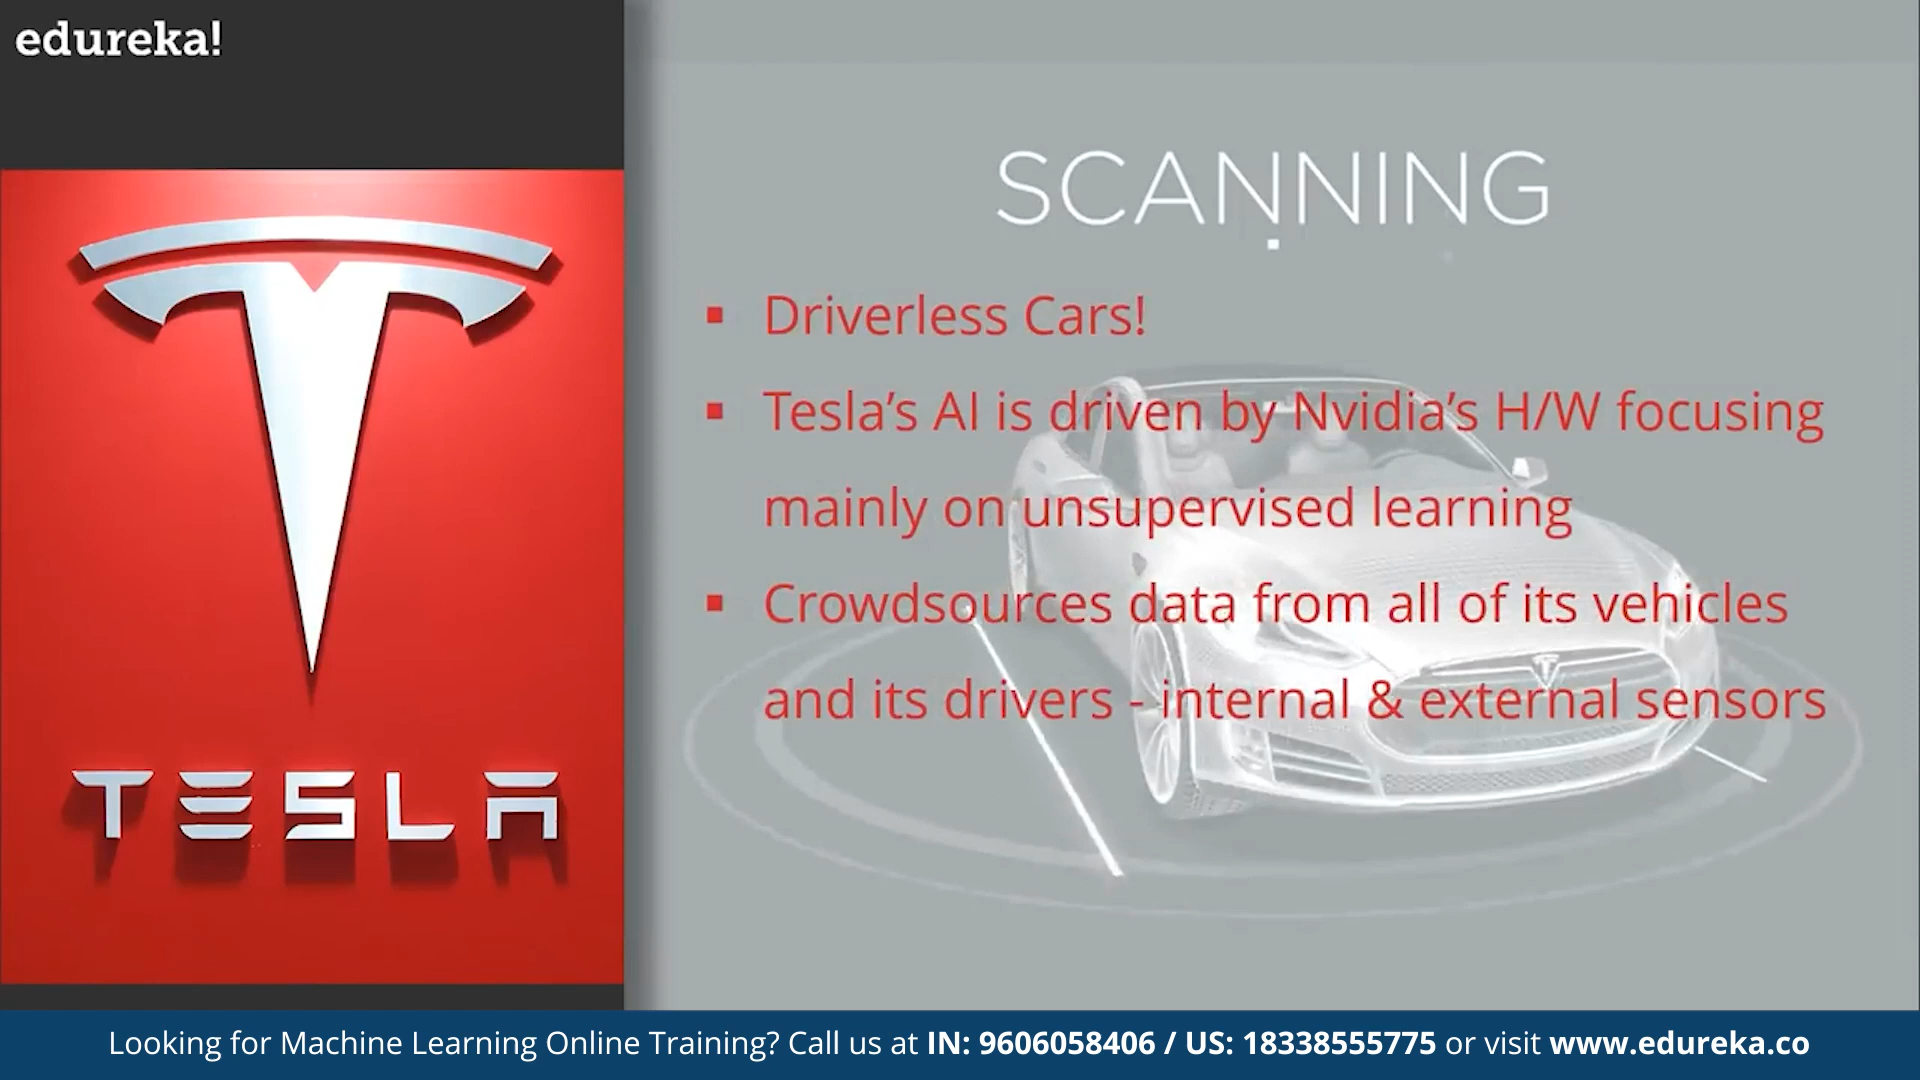 edureka!
TESLA
SCANNING
▪ Driverless Cars!
▪ Tesla’s AI is driven by Nvidia’s H/W focusing
mainly on unsupervised learning
▪ Crowdsources data from all of its vehicles
and its drivers - internal & external sensors
Looking for Machine Learning Online Training? Call us at IN: 9606058406 / US: 18338555775 or visit www.edureka.co